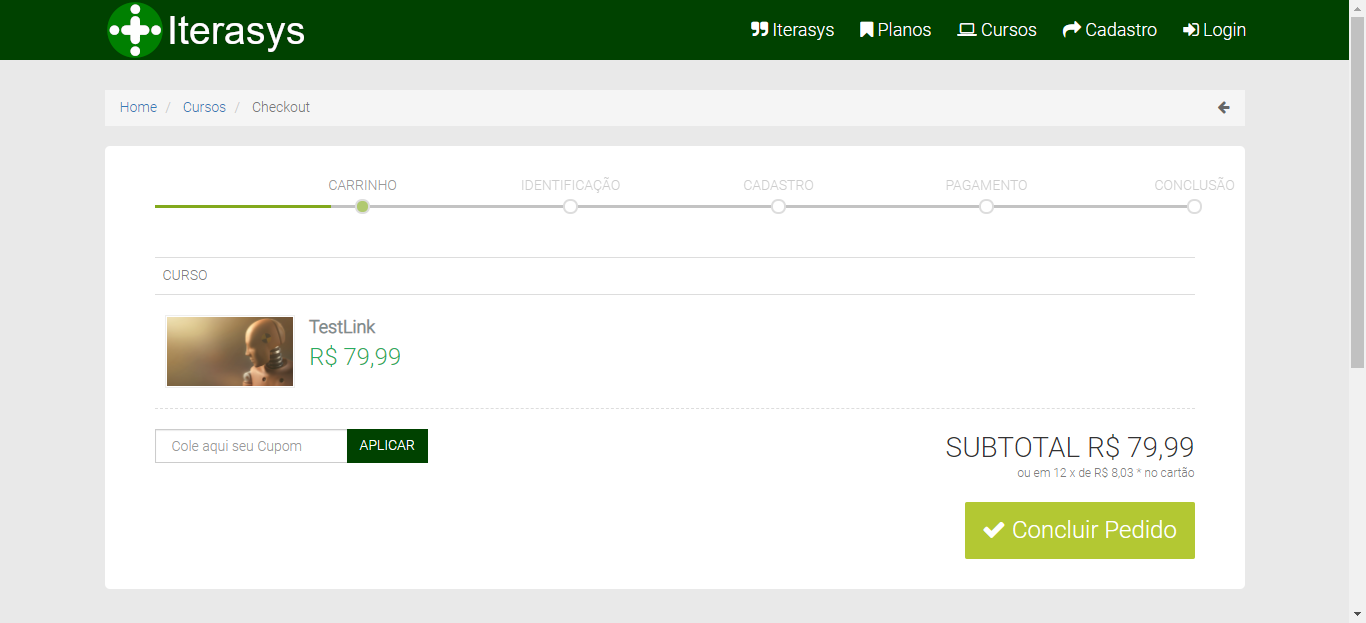 Iterasys
Iterasys Planos Cursos Cadastro Login
Home / Cursos / Checkout
CARRINHO IDENTIFICAÇÃO CADASTRO PAGAMENTO CONCLUSÃO
CURSO
TestLink
R$ 79,99
Cole aqui seu Cupom APLICAR
SUBTOTAL R$ 79,99
ou em 12 x de R$ 8,03 * no cartão
Concluir Pedido